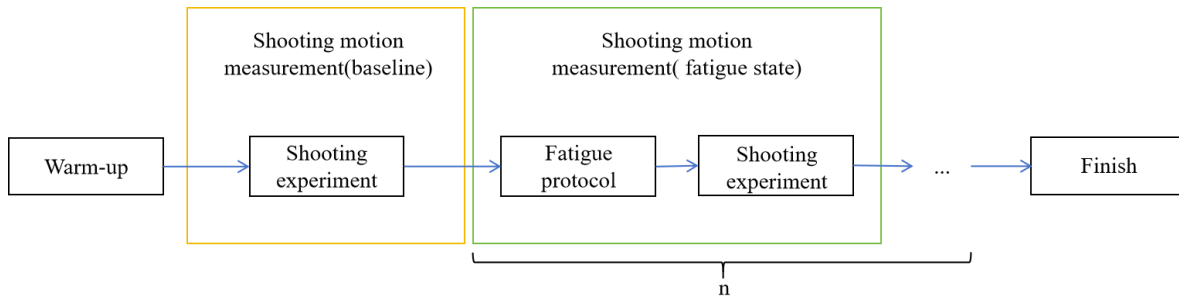 Shooting motion
measurement(baseline)
Shooting motion
measurement( fatigue state)
Warm-up
Shooting
experiment
Fatigue
protocol
Shooting
experiment
...
Finish
n